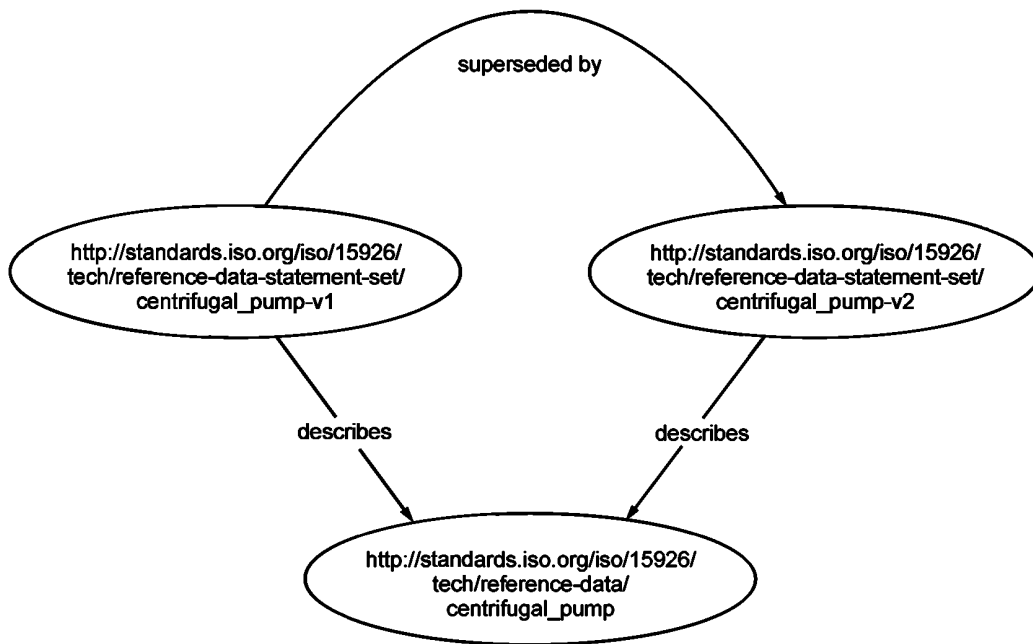 superseded by
http://standards.iso.org/iso/15926/
tech/reference-data-statement-set/
centrifugal_pump-v1
http://standards.iso.org/iso/15926/
tech/reference-data-statement-set/
centrifugal_pump-v2
describes
describes
http://standards.iso.org/iso/15926/
tech/reference-data/
centrifugal_pump